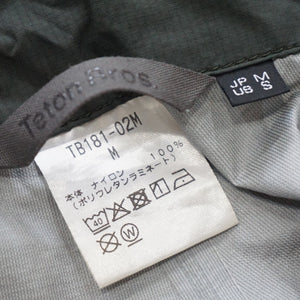 Teton Bros.
JP M
US S
TB181-02M
M
本体 ナイロン 100%
(ポリウレタンラミネート)
40
W